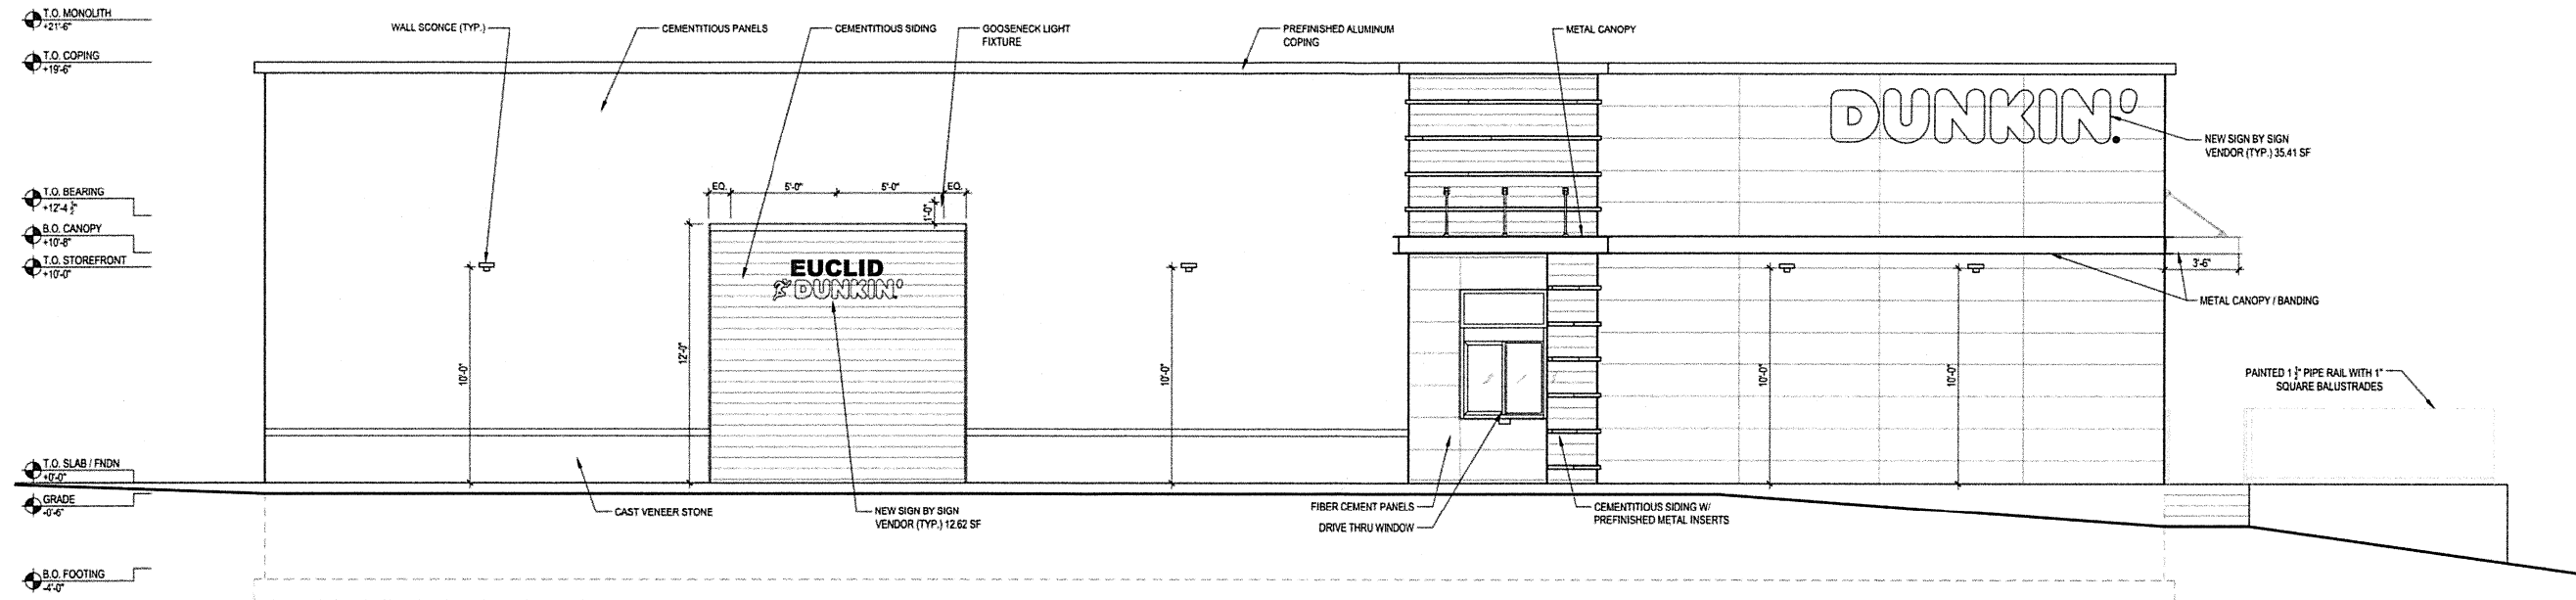 T.O. MONOLITH
+21'-6"
T.O. COPING
+19'-6"
T.O. BEARING
+12'-4 1/2"
B.O. CANOPY
+10'-8"
T.O. STOREFRONT
+10'-0"
T.O. SLAB / FNDN
+0'-0"
GRADE
-0'-6"
B.O. FOOTING
-4'-0"
WALL SCONCE (TYP.)
CEMENTITIOUS PANELS
CEMENTITIOUS SIDING
GOOSENECK LIGHT
FIXTURE
PREFINISHED ALUMINUM
COPING
METAL CANOPY
DUNKIN'
NEW SIGN BY SIGN
VENDOR (TYP.) 35.41 SF
EQ.
5'-0"
5'-0"
EQ.
1'-0"
EUCLID
DUNKIN'
10'-0"
12'-0"
10'-0"
10'-0"
10'-0"
3'-6"
METAL CANOPY / BANDING
PAINTED 1 1/2" PIPE RAIL WITH 1"
SQUARE BALUSTRADES
CAST VENEER STONE
NEW SIGN BY SIGN
VENDOR (TYP.) 12.62 SF
FIBER CEMENT PANELS
DRIVE THRU WINDOW
CEMENTITIOUS SIDING W/
PREFINISHED METAL INSERTS